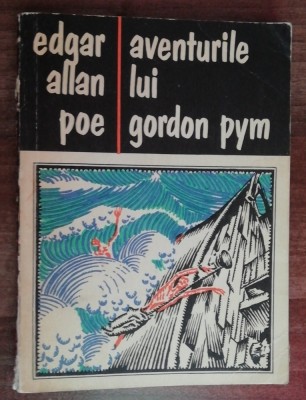 edgar
allan
poe
aventurile
lui
gordon pym